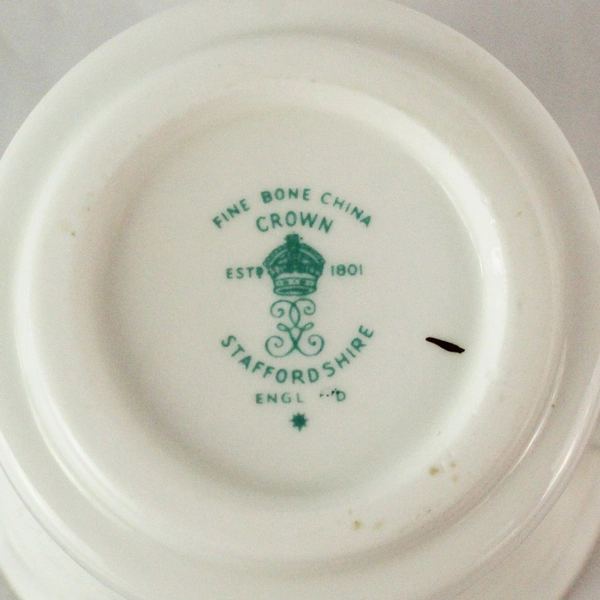 FINE BONE CHINA
CROWN
ESTD 1801
STAFFORDSHIRE